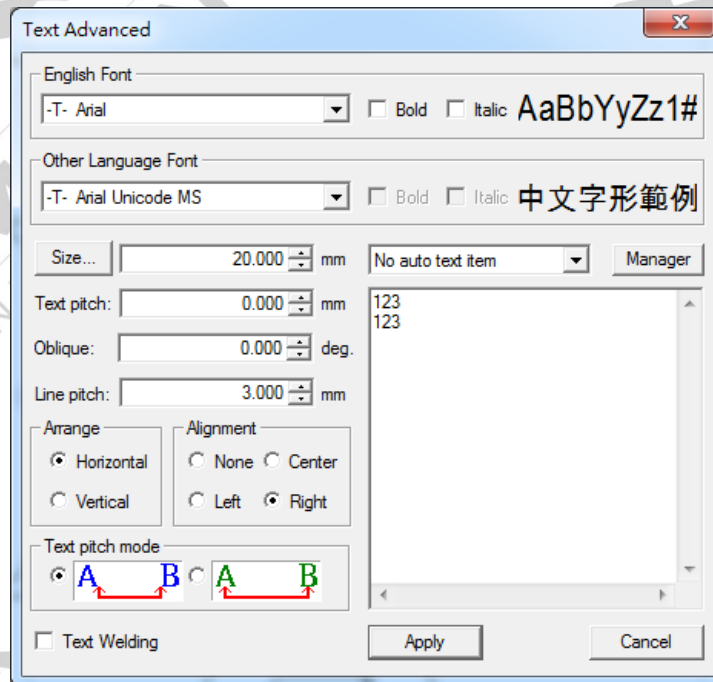 Text Advanced
English Font
-T- Arial
Bold
Italic
AaBbYyZz1#
Other Language Font
-T- Arial Unicode MS
Bold
Italic
中文字形範例
Size...
20.000
mm
No auto text item
Manager
Text pitch:
0.000
mm
123
123
Oblique:
0.000
deg.
Line pitch:
3.000
mm
Arrange
Horizontal
Vertical
Alignment
None
Center
Left
Right
Text pitch mode
A B
A B
Text Welding
Apply
Cancel